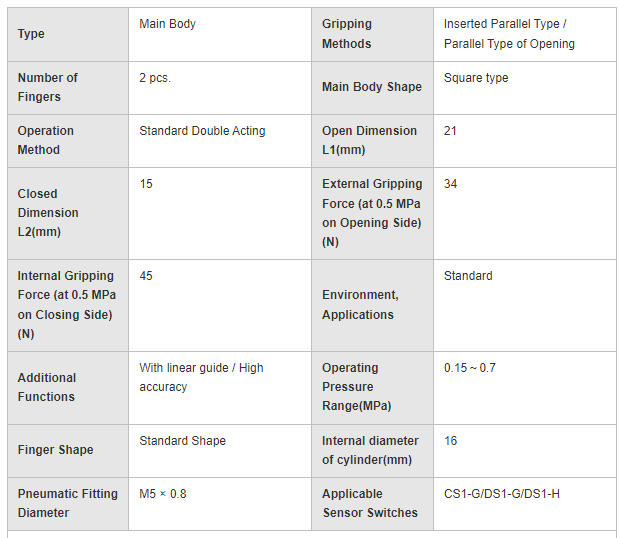 Type
Main Body
Gripping
Methods
Inserted Parallel Type /
Parallel Type of Opening
Number of
Fingers
2 pcs.
Main Body Shape
Square type
Operation
Method
Standard Double Acting
Open Dimension
L1(mm)
21
Closed
Dimension
L2(mm)
15
External Gripping
Force (at 0.5 MPa
on Opening Side)
(N)
34
Internal Gripping
Force (at 0.5 MPa
on Closing Side)
(N)
45
Environment,
Applications
Standard
Additional
Functions
With linear guide / High
accuracy
Operating
Pressure
Range(MPa)
0.15 ~ 0.7
Finger Shape
Standard Shape
Internal diameter
of cylinder(mm)
16
Pneumatic Fitting
Diameter
M5 × 0.8
Applicable
Sensor Switches
CS1-G/DS1-G/DS1-H